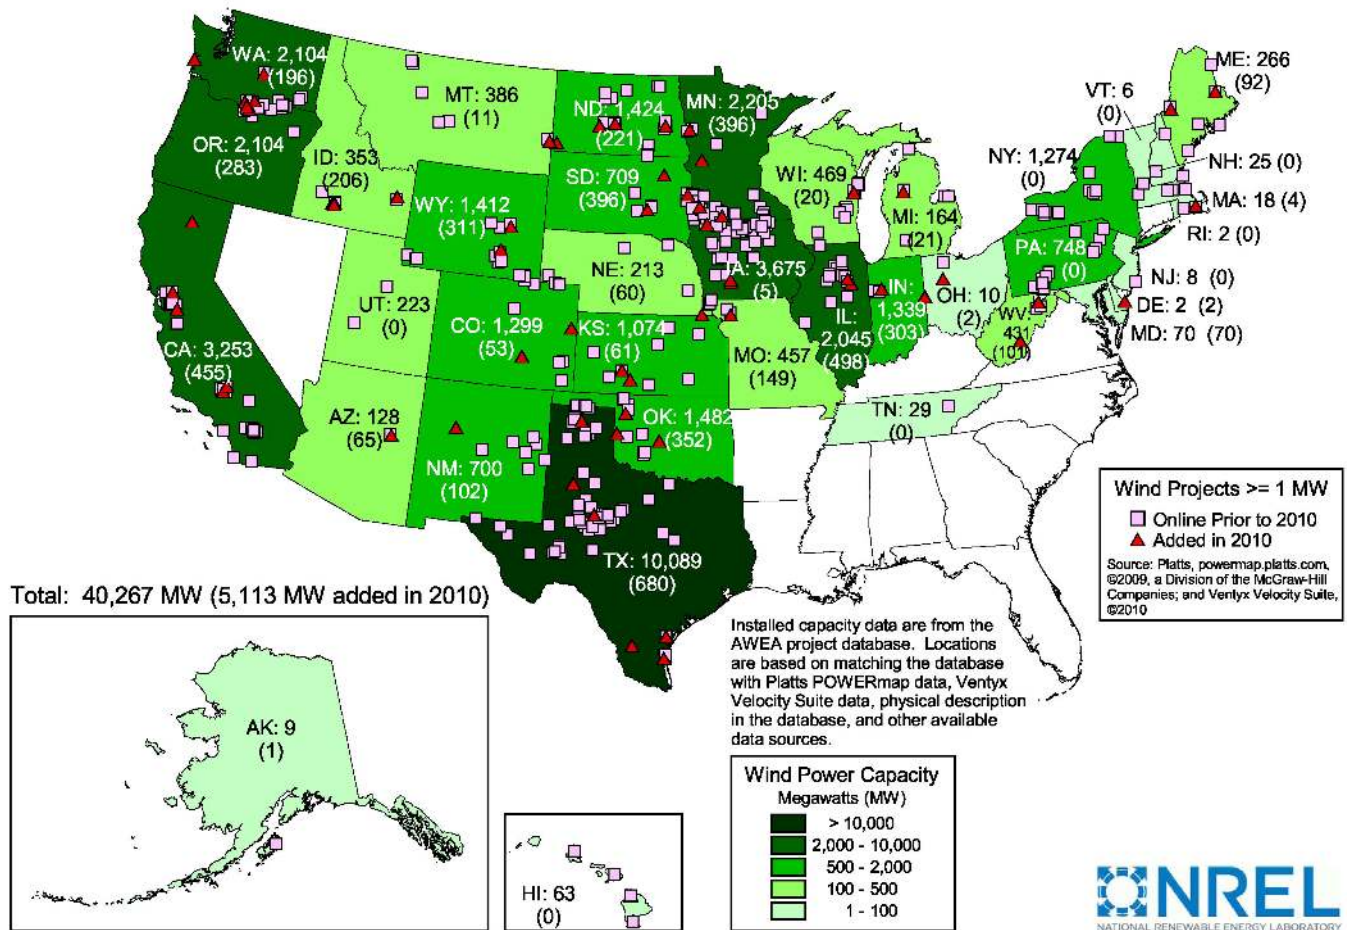 WA: 2,104
(196)
OR: 2,104
(283)
CA: 3,253
(455)
ID: 353
(206)
MT: 386
(11)
WY: 1,412
(311)
UT: 223
(0)
AZ: 128
(65)
CO: 1,299
(53)
NM: 700
(102)
ND: 1,424
(221)
SD: 709
(396)
NE: 213
(60)
KS: 1,074
(61)
OK: 1,482
(352)
TX: 10,089
(680)
MN: 2,205
(396)
IA: 3,675
(5)
MO: 457
(149)
WI: 469
(20)
IL:
2,045
(498)
MI: 164
(21)
IN:
1,339
(303)
OH: 10
(2)
WV:
431
(101)
TN: 29
(0)
PA: 748
(0)
NY: 1,274
(0)
VT: 6
(0)
ME: 266
(92)
NH: 25 (0)
MA: 18 (4)
RI: 2 (0)
NJ: 8 (0)
DE: 2 (2)
MD: 70 (70)
Wind Projects >= 1 MW
Online Prior to 2010
Added in 2010
Source: Platts, powermap.platts.com,
©2009, a Division of the McGraw-Hill
Companies; and Ventyx Velocity Suite,
©2010
Total: 40,267 MW (5,113 MW added in 2010)
AK: 9
(1)
HI: 63
(0)
Installed capacity data are from the
AWEA project database. Locations
are based on matching the database
with Platts POWERmap data, Ventyx
Velocity Suite data, physical description
in the database, and other available
data sources.
Wind Power Capacity
Megawatts (MW)
> 10,000
2,000 - 10,000
500 - 2,000
100 - 500
1 - 100
NREL
NATIONAL RENEWABLE ENERGY LABORATORY